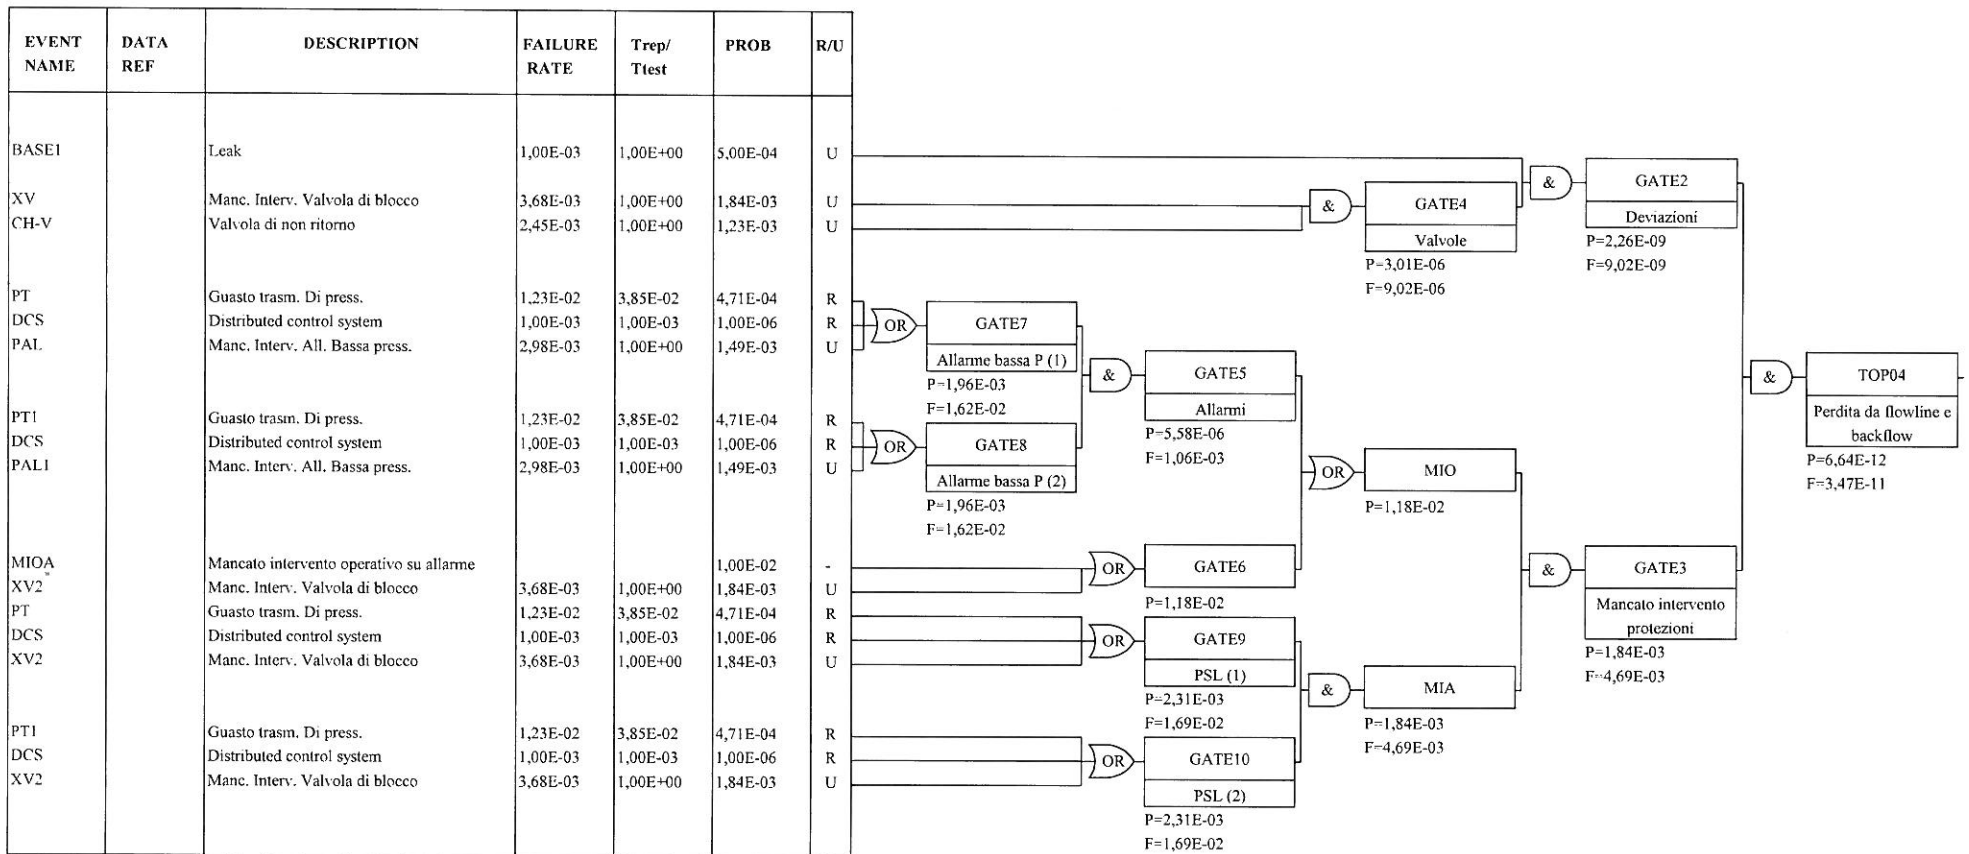 EVENT NAME DATA REF DESCRIPTION FAILURE RATE Trep/ Ttest PROB R/U
BASE1 Leak 1,00E-03 1,00E+00 5,00E-04 U
XV Manc. Interv. Valvola di blocco 3,68E-03 1,00E+00 1,84E-03 U
CH-V Valvola di non ritorno 2,45E-03 1,00E+00 1,23E-03 U
PT Guasto trasm. Di press. 1,23E-02 3,85E-02 4,71E-04 R
DCS Distributed control system 1,00E-03 1,00E-03 1,00E-06 R
PAL Manc. Interv. All. Bassa press. 2,98E-03 1,00E+00 1,49E-03 U
PT1 Guasto trasm. Di press. 1,23E-02 3,85E-02 4,71E-04 R
DCS Distributed control system 1,00E-03 1,00E-03 1,00E-06 R
PAL1 Manc. Interv. All. Bassa press. 2,98E-03 1,00E+00 1,49E-03 U
MIOA Mancato intervento operativo su allarme 1,00E-02 -
XV2 Manc. Interv. Valvola di blocco 3,68E-03 1,00E+00 1,84E-03 U
PT Guasto trasm. Di press. 1,23E-02 3,85E-02 4,71E-04 R
DCS Distributed control system 1,00E-03 1,00E-03 1,00E-06 R
XV2 Manc. Interv. Valvola di blocco 3,68E-03 1,00E+00 1,84E-03 U
PT1 Guasto trasm. Di press. 1,23E-02 3,85E-02 4,71E-04 R
DCS Distributed control system 1,00E-03 1,00E-03 1,00E-06 R
XV2 Manc. Interv. Valvola di blocco 3,68E-03 1,00E+00 1,84E-03 U
OR
GATE7
Allarme bassa P (1)
P=1,96E-03
F=1,62E-02
OR
GATE8
Allarme bassa P (2)
P=1,96E-03
F=1,62E-02
&
GATE5
Allarmi
P=5,58E-06
F=1,06E-03
OR
GATE6
P=1,18E-02
OR
GATE9
PSL (1)
P=2,31E-03
F=1,69E-02
OR
GATE10
PSL (2)
P=2,31E-03
F=1,69E-02
&
GATE4
Valvole
P=3,01E-06
F=9,02E-06
OR
MIO
P=1,18E-02
&
MIA
P=1,84E-03
F=4,69E-03
&
GATE2
Deviazioni
P=2,26E-09
F=9,02E-09
&
GATE3
Mancato intervento
protezioni
P=1,84E-03
F=4,69E-03
&
TOP04
Perdita da flowline e
backflow
P=6,64E-12
F=3,47E-11